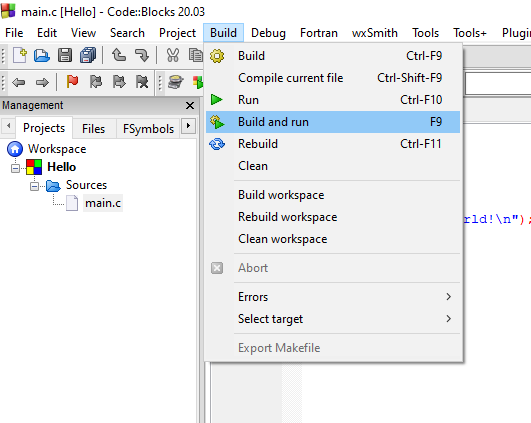 main.c [Hello] - Code::Blocks 20.03
File Edit View Search Project Build Debug Fortran wxSmith Tools Tools+ Plugins
Management
Projects Files FSymbols
Workspace
Hello
Sources
main.c
Build Ctrl-F9
Compile current file Ctrl-Shift-F9
Run Ctrl-F10
Build and run F9
Rebuild Ctrl-F11
Clean
Build workspace
Rebuild workspace
Clean workspace
Abort
Errors
Select target
Export Makefile
rld!\n");